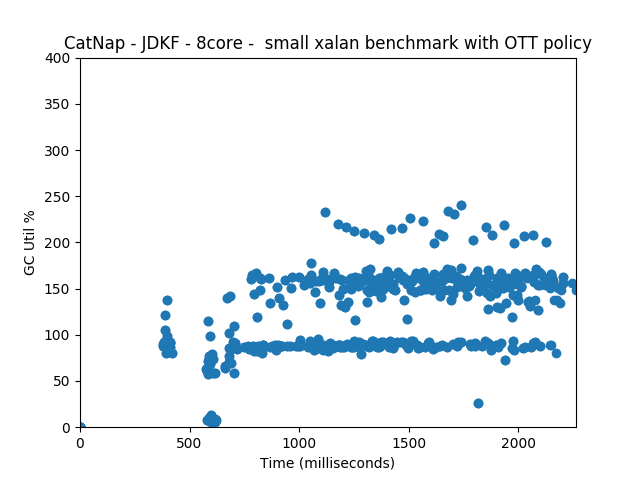 CatNap - JDKF - 8core -  small xalan benchmark with OTT policy
400
350
300
250
200
150
100
50
0
GC Util %
0 500 1000 1500 2000
Time (milliseconds)